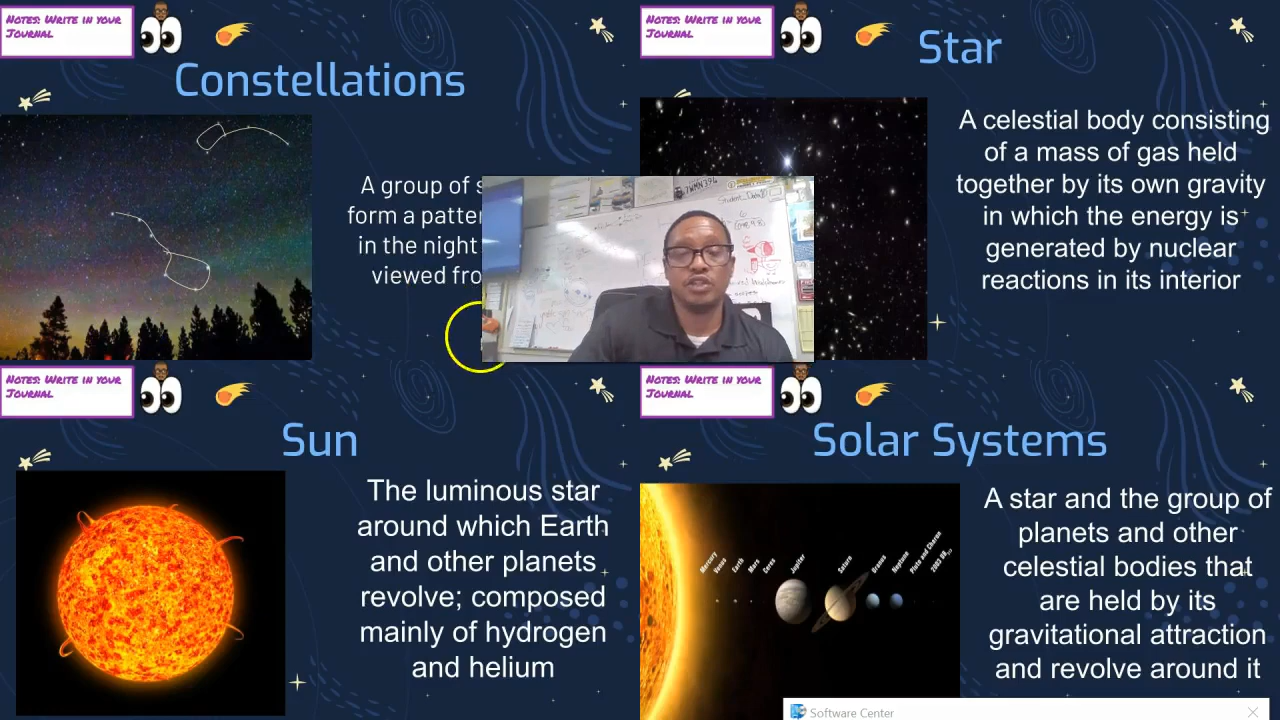 Notes: Write in your
Journal
Constellations
A group of s
form a patter
in the night
viewed fro
Notes: Write in your
Journal
Star
A celestial body consisting
of a mass of gas held
together by its own gravity
in which the energy is
generated by nuclear
reactions in its interior
Notes: Write in your
Journal
Sun
The luminous star
around which Earth
and other planets
revolve; composed
mainly of hydrogen
and helium
Notes: Write in your
Journal
Solar Systems
Mercury
Venus
Earth
Mars
Ceres
Jupiter
Saturn
Uranus
Neptune
Pluto and Charon
A star and the group of
planets and other
celestial bodies that
are held by its
gravitational attraction
and revolve around it
Software Center